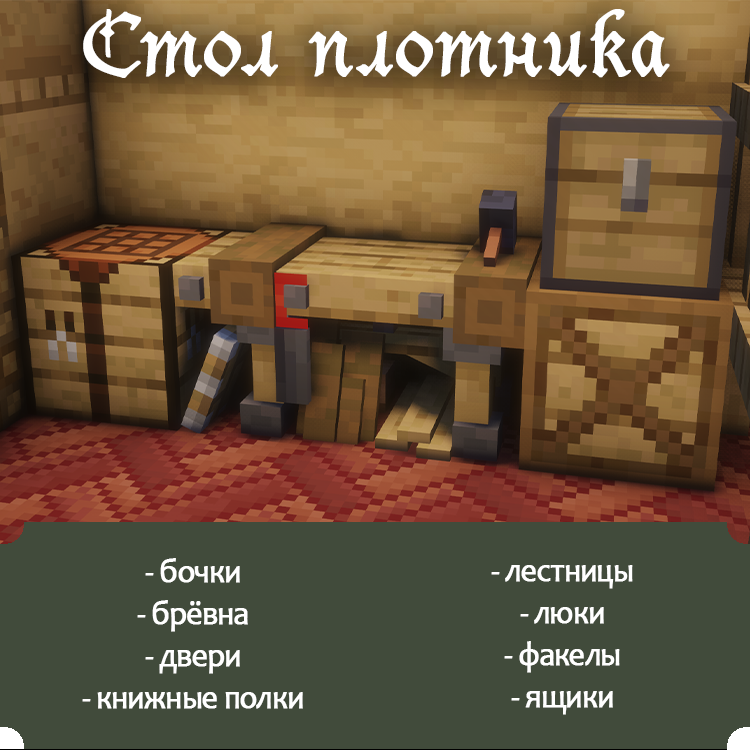 Стол плотника
- бочки
- брёвна
- двери
- книжные полки
- лестницы
- люки
- факелы
- ящики